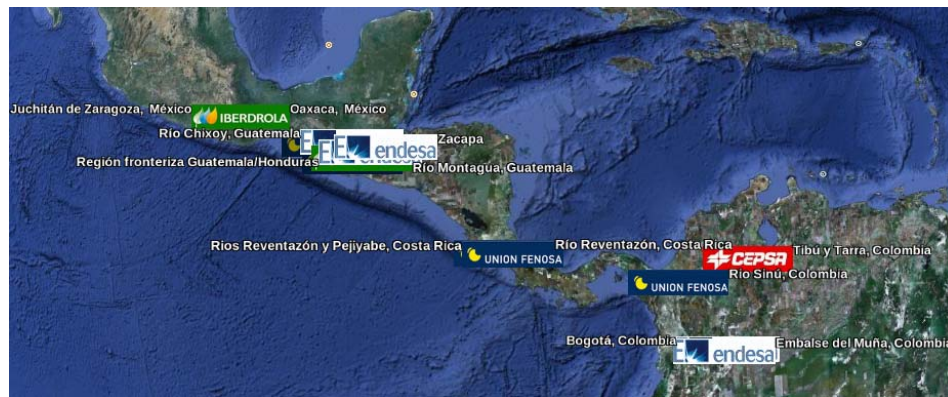 Juchitán de Zaragoza, México
IBERDROLA
Oaxaca, México
Río Chixoy, Guatemala
endesa
Zacapa
Región fronteriza Guatemala/Honduras
Río Montagua, Guatemala
Ríos Reventazón y Pejiyabe, Costa Rica
UNION FENOSA
Río Reventazón, Costa Rica
CEPSA
Tibú y Tarra, Colombia
UNION FENOSA
Río Sinú, Colombia
Bogotá, Colombia
endesa
Embalse del Muña, Colombia